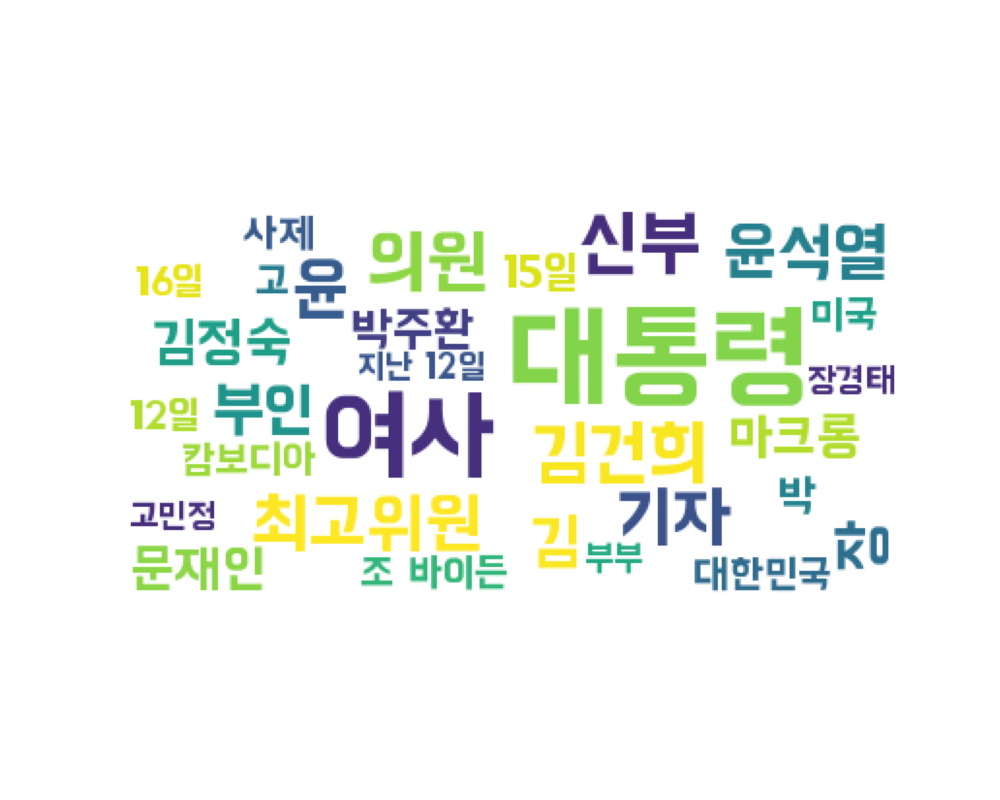 사제
의원
신부
윤석열
16일
고
윤
15일
김정숙
박주환
대통령
미국
지난 12일
장경태
12일
부인
여사
김건희
마크롱
캄보디아
고민정
최고위원
김
기자
박
장
문재인
조 바이든
부부
대한민국